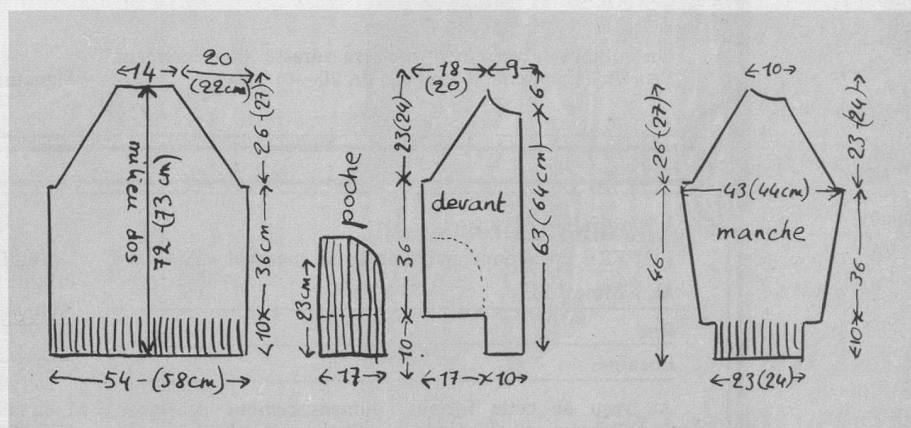 14
20
(22cm)
26-(27)
milieu dos
72-(73 cm)
36cm
10
54-(58cm)
poche
23cm
17
18
(20)
9
6
23(24)
devant
63(64cm)
36
10
17
10
10
26(27)
23-(24)
43(44cm)
manche
46
36
10
23(24)